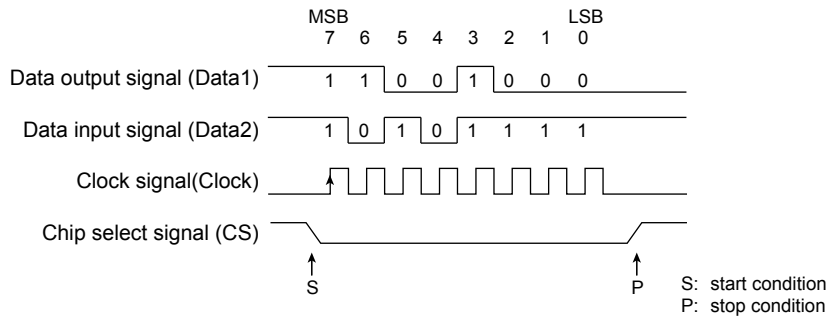 MSB LSB
7 6 5 4 3 2 1 0
Data output signal (Data1) 1 1 0 0 1 0 0 0
Data input signal (Data2) 1 0 1 0 1 1 1 1
Clock signal(Clock)
Chip select signal (CS)
S P
S: start condition
P: stop condition